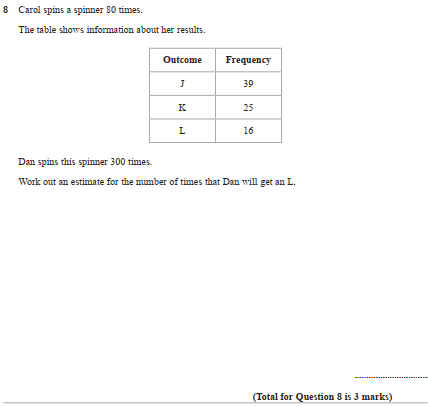 8 Carol spins a spinner 80 times.
The table shows information about her results.
Outcome Frequency
J 39
K 25
L 16
Dan spins this spinner 300 times.
Work out an estimate for the number of times that Dan will get an L.
(Total for Question 8 is 3 marks)